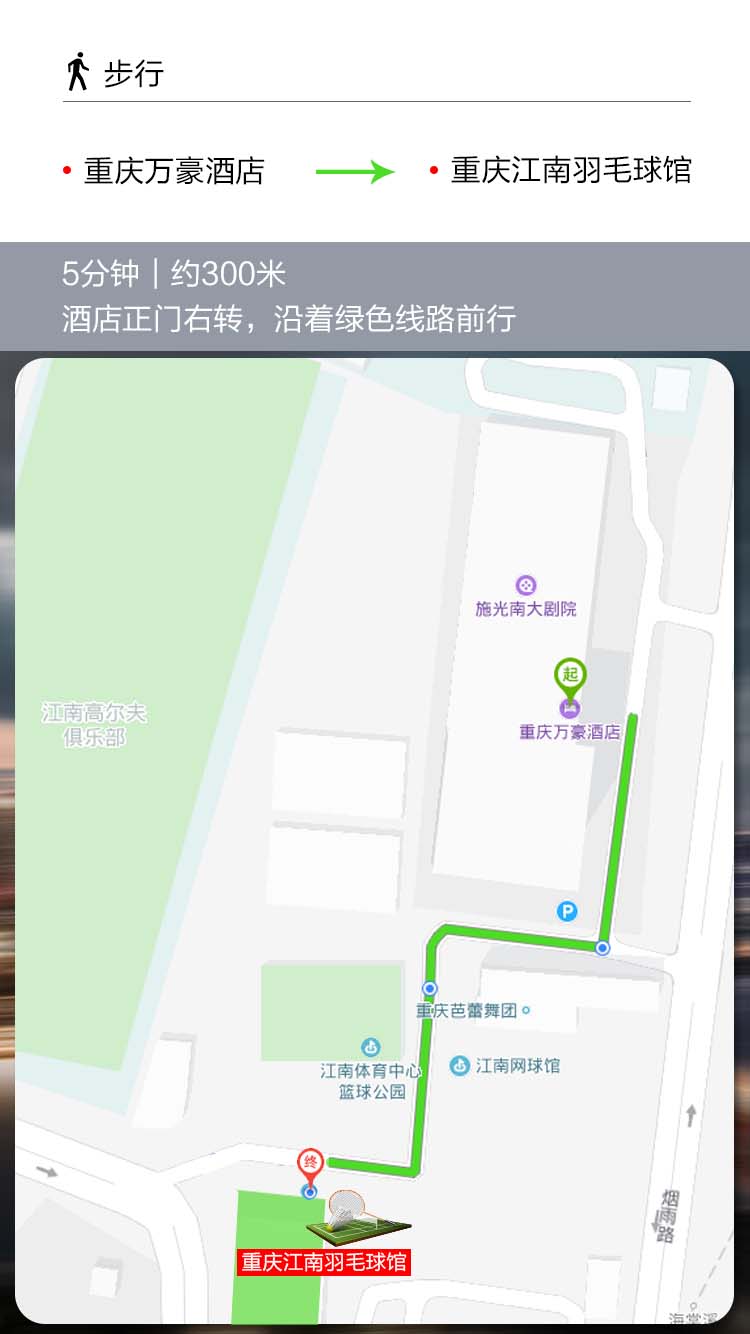 步行
重庆万豪酒店
重庆江南羽毛球馆
5分钟｜约300米
酒店正门右转，沿着绿色线路前行
施光南大剧院
起
重庆万豪酒店
江南高尔夫
俱乐部
P
重庆芭蕾舞团
江南体育中心
篮球公园
江南网球馆
终
烟雨路
重庆江南羽毛球馆
海棠溪